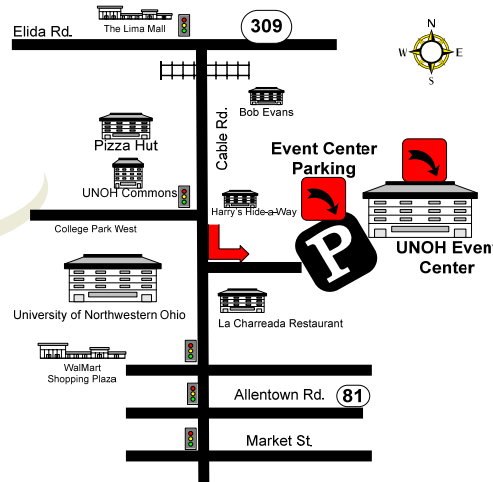 The Lima Mall
Elida Rd.
309
N
W
E
S
Bob Evans
Cable Rd.
Pizza Hut
Event Center
Parking
UNOH Commons
Harry's Hide-a-Way
College Park West
P
UNOH Event
Center
University of Northwestern Ohio
La Charreada Restaurant
WalMart
Shopping Plaza
Allentown Rd.
81
Market St.